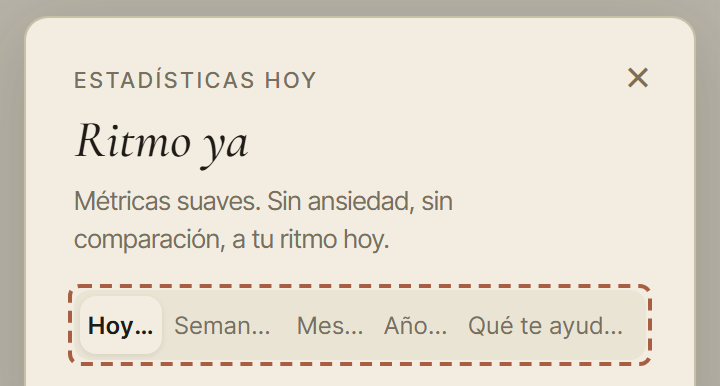 ESTADÍSTICAS HOY
Ritmo ya
Métricas suaves. Sin ansiedad, sin
comparación, a tu ritmo hoy.
Hoy... Seman... Mes... Año... Qué te ayud...